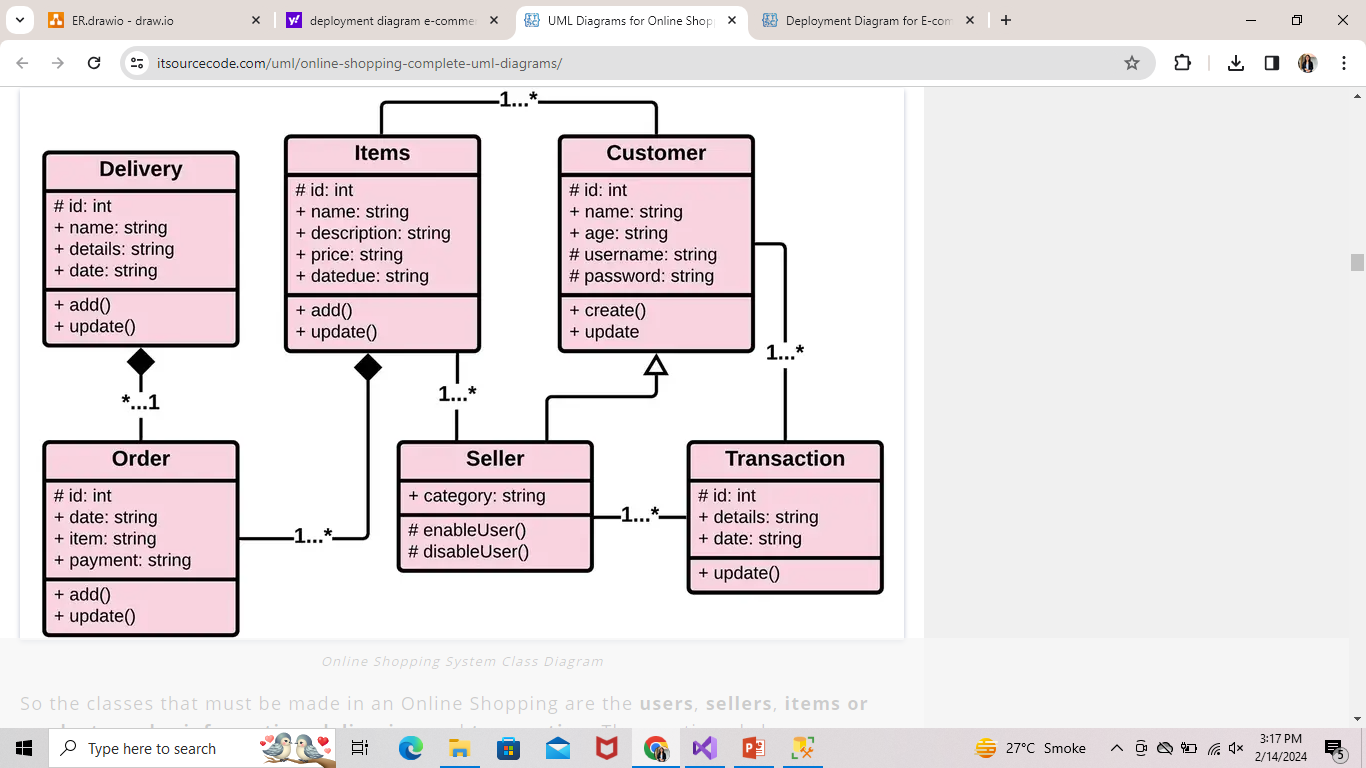 ER.drawio - draw.io
deployment diagram e-comme
UML Diagrams for Online Shop
Deployment Diagram for E-com
itsourcecode.com/uml/online-shopping-complete-uml-diagrams/
1...*
Delivery
# id: int
+ name: string
+ details: string
+ date: string
+ add()
+ update()
Items
# id: int
+ name: string
+ description: string
+ price: string
+ datedue: string
+ add()
+ update()
Customer
# id: int
+ name: string
+ age: string
# username: string
# password: string
+ create()
+ update
1...*
*...1
1...*
Order
# id: int
+ date: string
+ item: string
+ payment: string
+ add()
+ update()
1...*
Seller
+ category: string
# enableUser()
# disableUser()
1...*
Transaction
# id: int
+ details: string
+ date: string
+ update()
Online Shopping System Class Diagram
So the classes that must be made in an Online Shopping are the users, sellers, items or
Type here to search
27°C Smoke
3:17 PM
2/14/2024
5